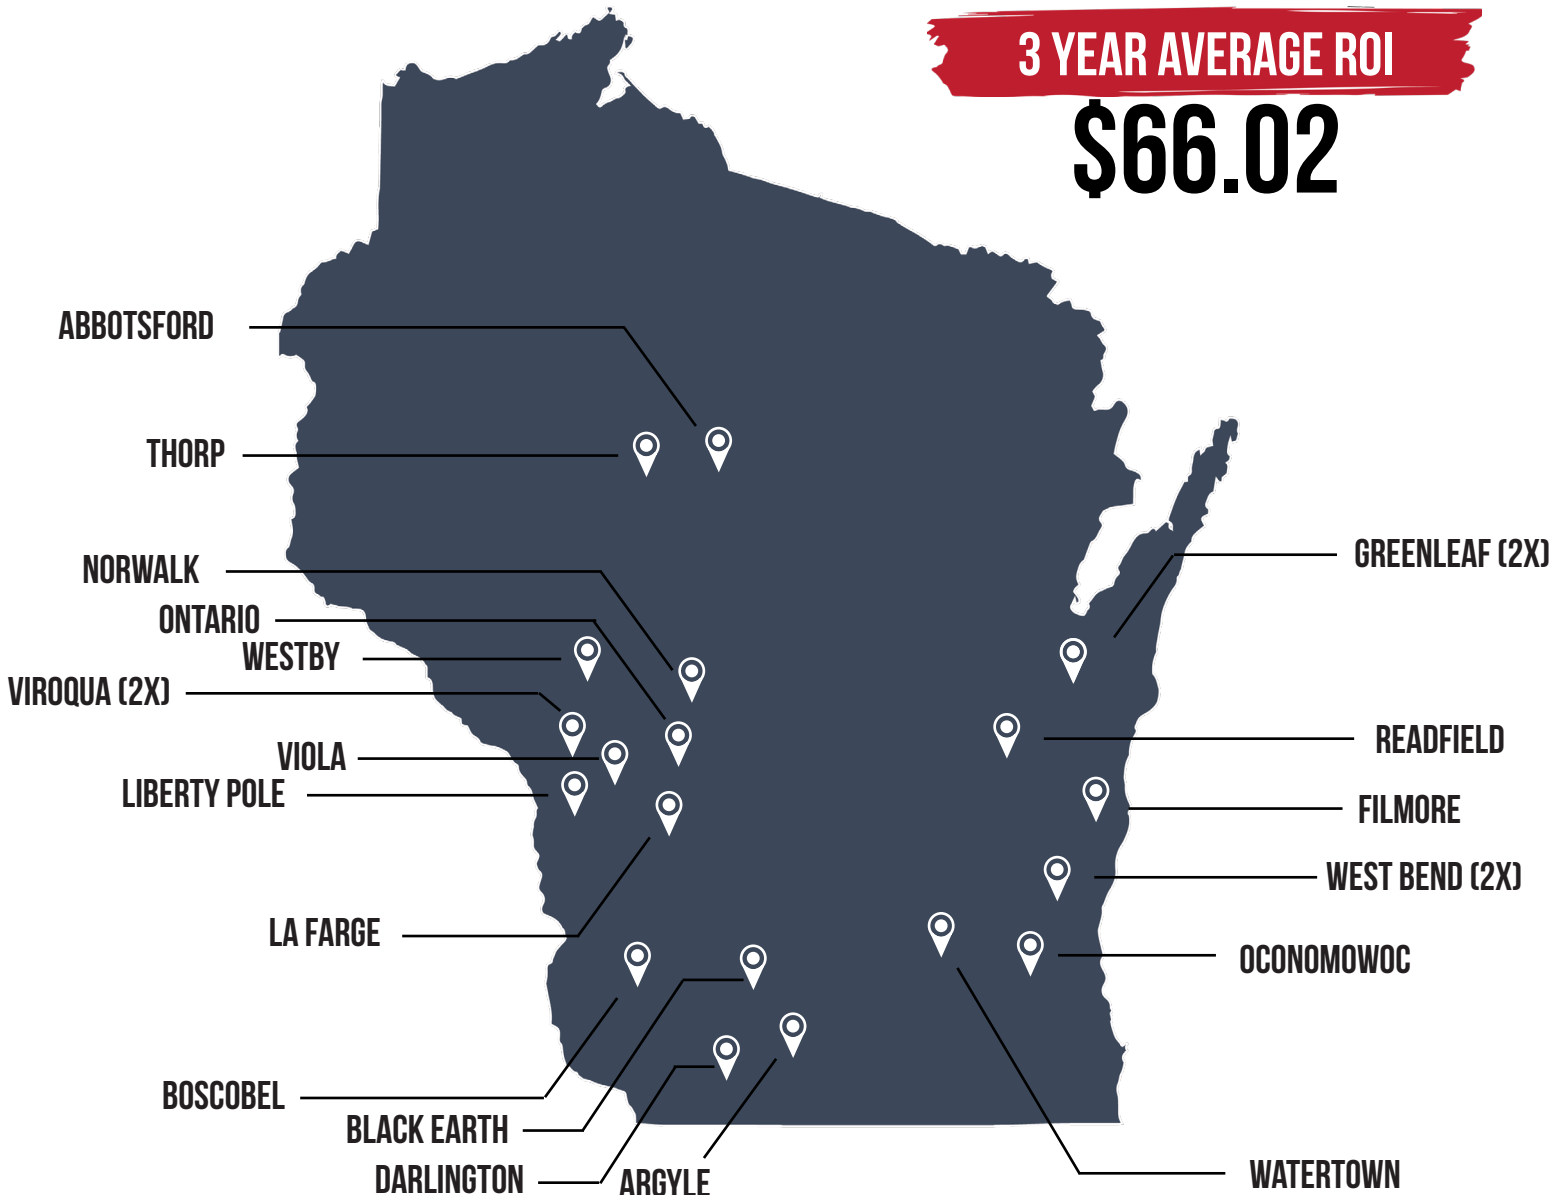 3 YEAR AVERAGE ROI
$66.02
ABBOTSFORD
THORP
NORWALK
ONTARIO
WESTBY
VIROQUA (2X)
VIOLA
LIBERTY POLE
LA FARGE
BOSCOBEL
BLACK EARTH
DARLINGTON
ARGYLE
GREENLEAF (2X)
READFIELD
FILMORE
WEST BEND (2X)
OCONOMOWOC
WATERTOWN